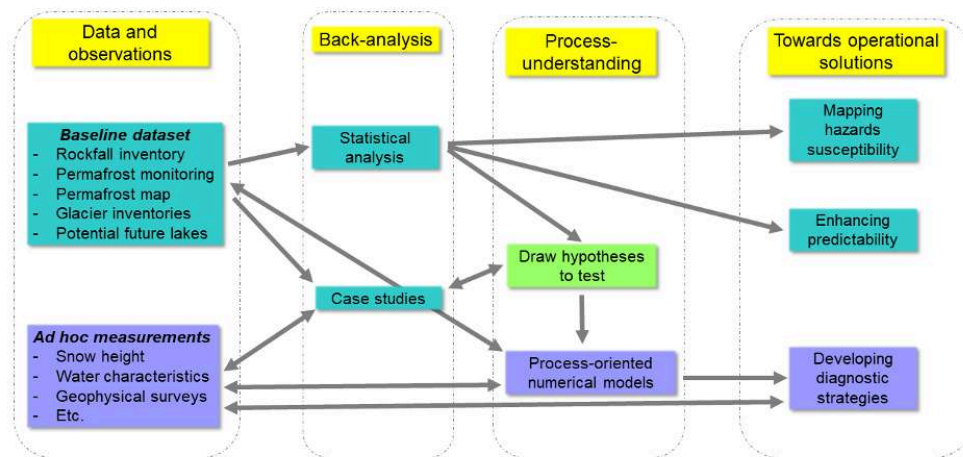 Data and
observations
Baseline dataset
- Rockfall inventory
- Permafrost monitoring
- Permafrost map
- Glacier inventories
- Potential future lakes
Ad hoc measurements
- Snow height
- Water characteristics
- Geophysical surveys
- Etc.
Back-analysis
Statistical
analysis
Case studies
Process-
understanding
Draw hypotheses
to test
Process-oriented
numerical models
Towards operational
solutions
Mapping
hazards
susceptibility
Enhancing
predictability
Developing
diagnostic
strategies